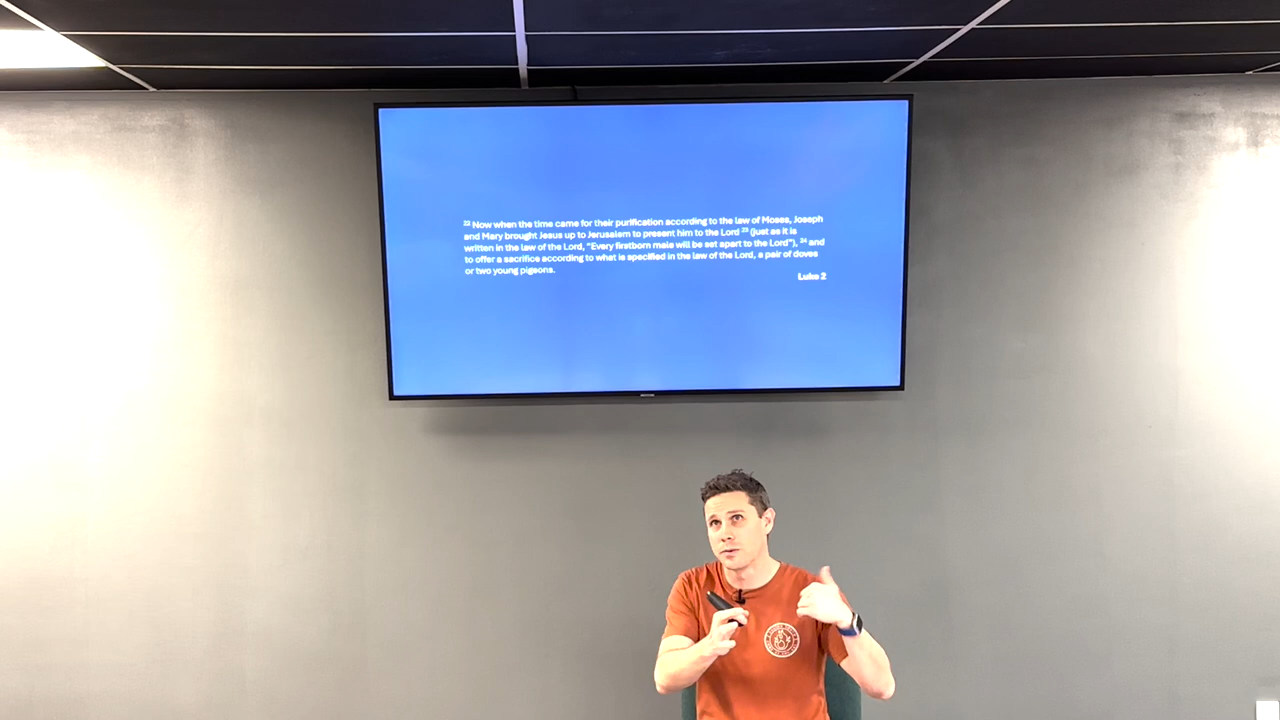 ²² Now when the time came for their purification according to the law of Moses, Joseph
and Mary brought Jesus up to Jerusalem to present him to the Lord ²³ (just as it is
written in the law of the Lord, “Every firstborn male will be set apart to the Lord”), ²⁴ and
to offer a sacrifice according to what is specified in the law of the Lord, a pair of doves
or two young pigeons.
Luke 2